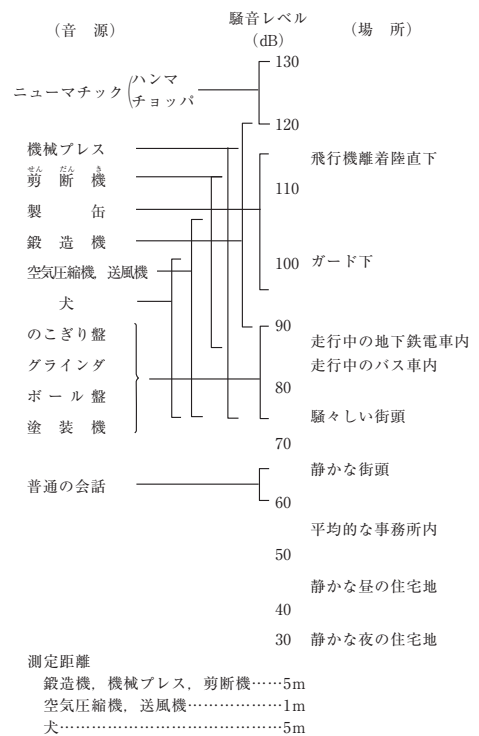 騒音レベル
（音　源）　（dB）　（場　所）
130
ニューマチック（ハンマ
チョッパ
120
機械プレス
飛行機離着陸直下
せん　だん　き
剪　断　機
110
製　缶
鍛　造　機
100　ガード下
空気圧縮機，送風機
犬
90
のこぎり盤
走行中の地下鉄電車内
グラインダ
走行中のバス車内
80
ボール盤
騒々しい街頭
塗　装　機
70
静かな街頭
普通の会話
60
平均的な事務所内
50
静かな昼の住宅地
40
30　静かな夜の住宅地
測定距離
鍛造機，機械プレス，剪断機……5m
空気圧縮機，送風機………………1m
犬……………………………………5m